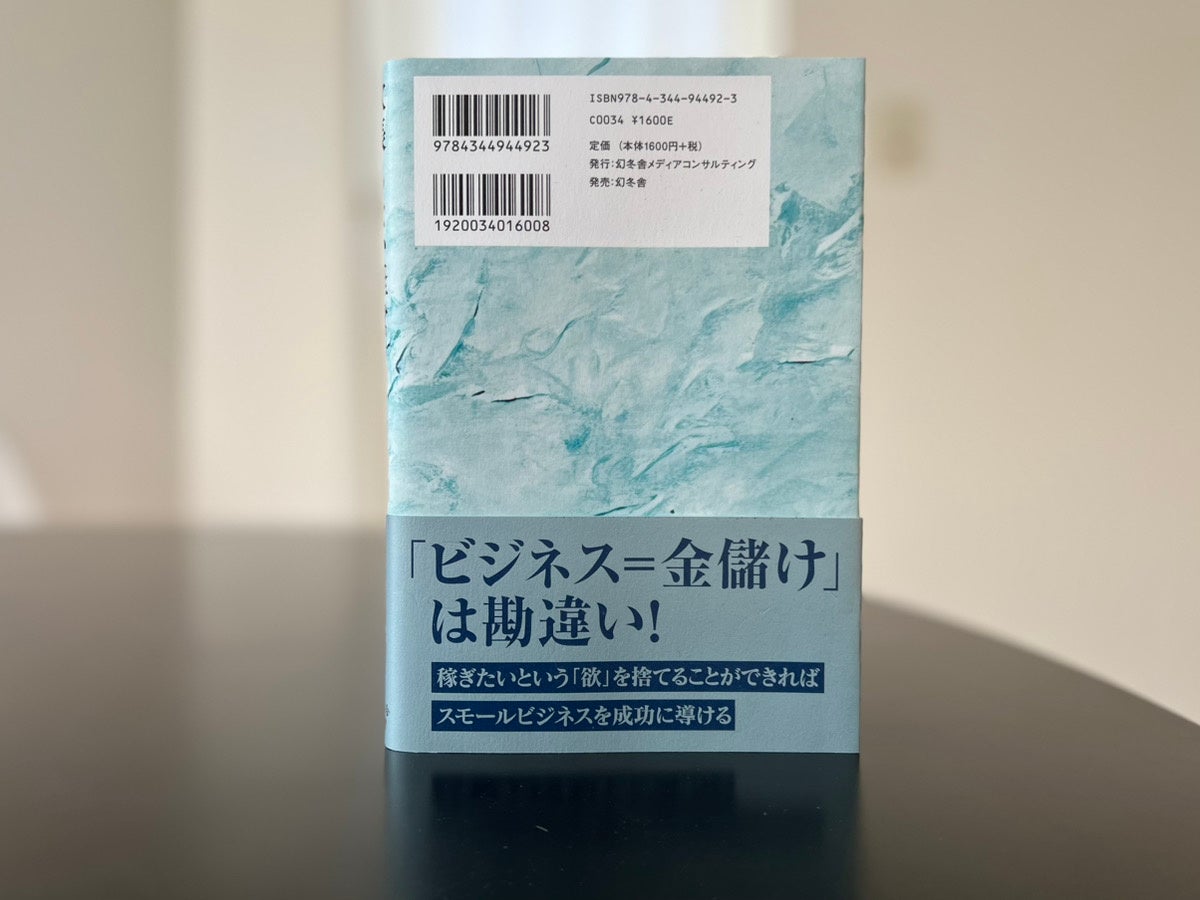 ISBN978-4-344-94492-3
C0034 ¥1600E
9784344944923
定価 (本体1600円+税)
発行:幻冬舎メディアコンサルティング
発売:幻冬舎
1920034016008
「ビジネス=金儲け」
は勘違い!
稼ぎたいという「欲」を捨てることができれば
スモールビジネスを成功に導ける